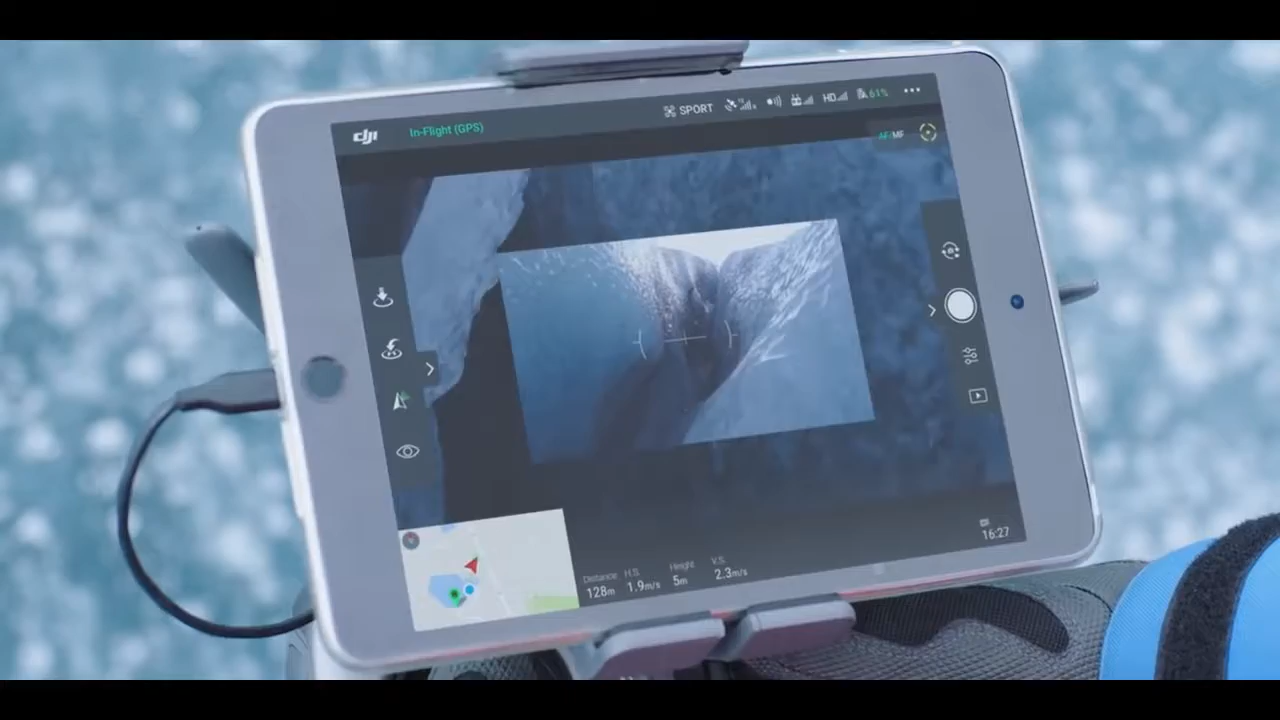 dji In-Flight (GPS) SPORT HD 61% •••
AF/MF
16:27
Distance H.S. Height V.S.
128m 1.9m/s 5m 2.3m/s